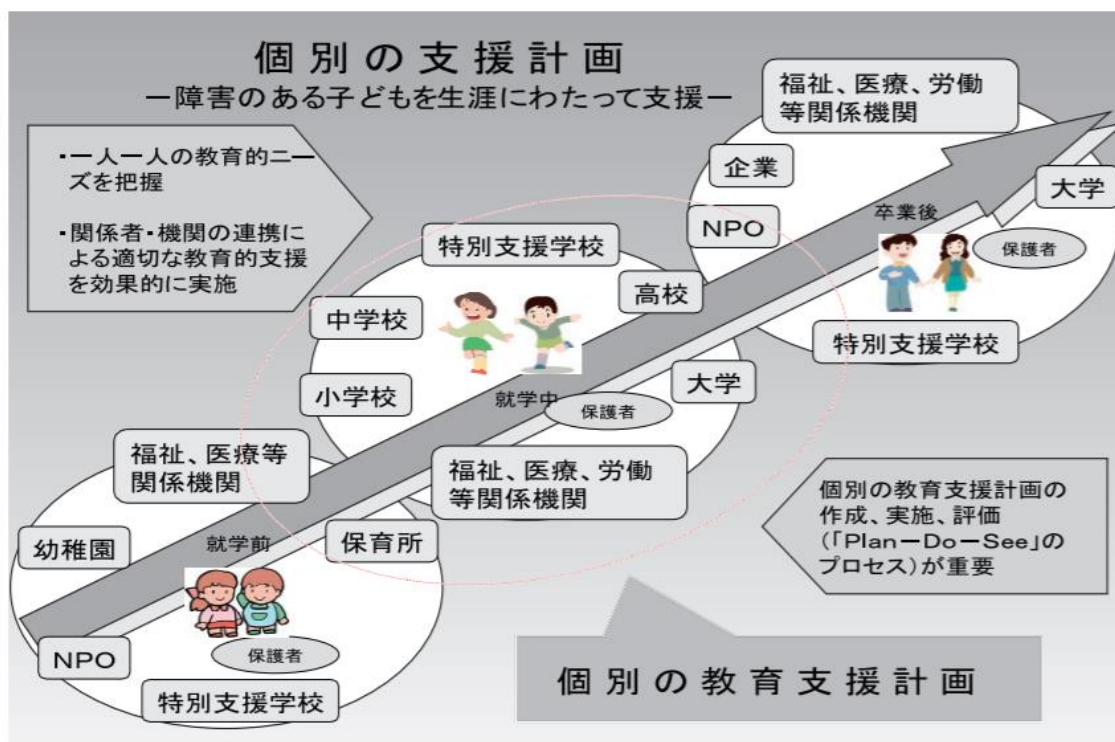 個別の支援計画
－障害のある子どもを生涯にわたって支援－
・一人一人の教育的ニー
ズを把握
・関係者・機関の連携に
よる適切な教育的支援
を効果的に実施
福祉、医療、労働
等関係機関
企業
NPO
大学
卒業後
保護者
特別支援学校
特別支援学校
高校
中学校
小学校
就学中
保護者
大学
福祉、医療、労働
等関係機関
福祉、医療等
関係機関
幼稚園
就学前
保育所
NPO
保護者
特別支援学校
個別の教育支援計画の
作成、実施、評価
（「Plan－Do－See」の
プロセス）が重要
個別の教育支援計画